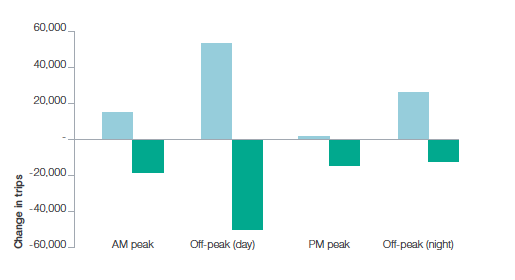 60,000
40,000
20,000
-
-20,000
-40,000
-60,000
Change in trips
AM peak
Off-peak (day)
PM peak
Off-peak (night)